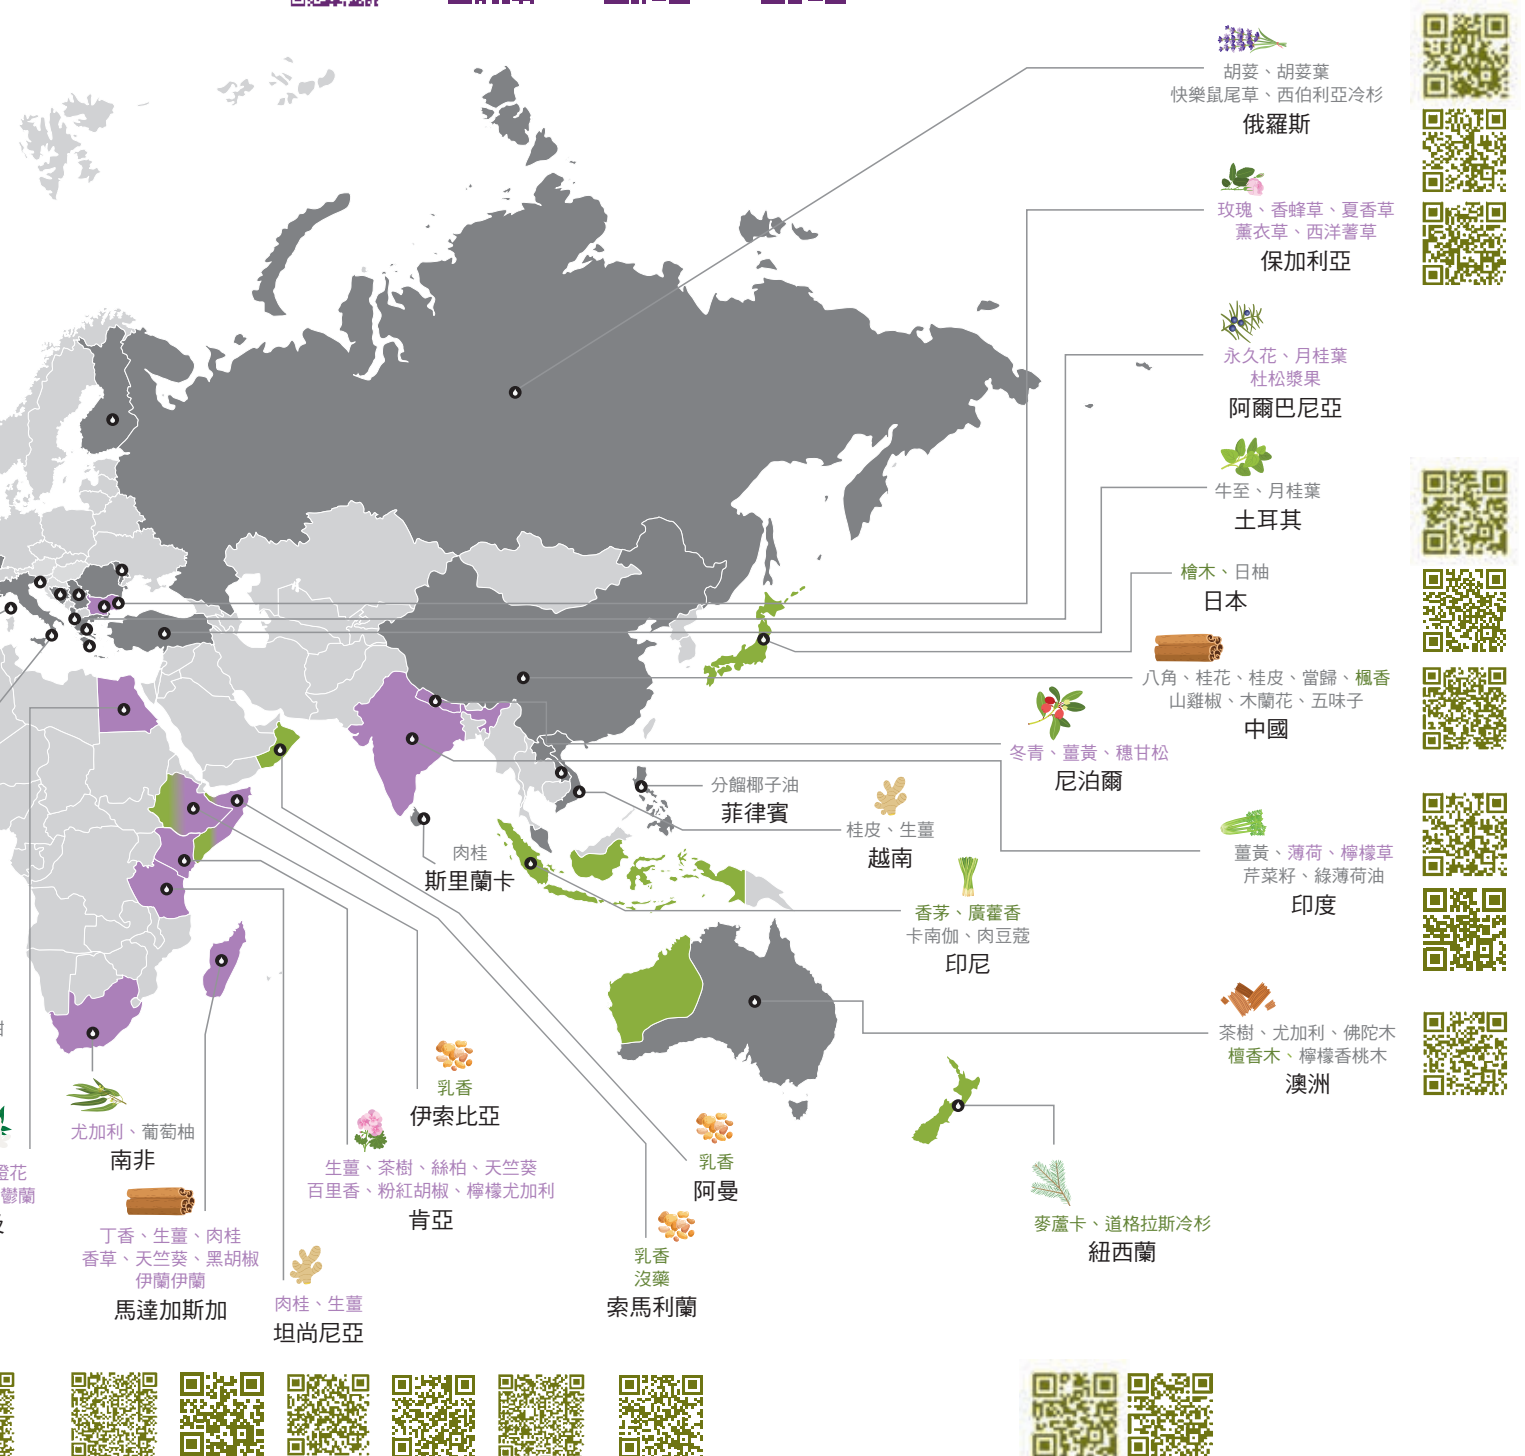 胡荽、胡荽葉
快樂鼠尾草、西伯利亞冷杉
俄羅斯
玫瑰、香蜂草、夏香草
薰衣草、西洋蓍草
保加利亞
永久花、月桂葉
杜松漿果
阿爾巴尼亞
牛至、月桂葉
土耳其
檜木、日柚
日本
八角、桂花、桂皮、當歸、楓香
山雞椒、木蘭花、五味子
中國
冬青、薑黃、穗甘松
尼泊爾
分餾椰子油
菲律賓
桂皮、生薑
越南
肉桂
斯里蘭卡
薑黃、薄荷、檸檬草
芹菜籽、綠薄荷油
印度
香茅、廣藿香
卡南伽、肉豆蔻
印尼
茶樹、尤加利、佛陀木
檀香木、檸檬香桃木
澳洲
乳香
伊索比亞
尤加利、葡萄柚
南非
橙花
鬱蘭
乳香
阿曼
生薑、茶樹、絲柏、天竺葵
百里香、粉紅胡椒、檸檬尤加利
肯亞
麥蘆卡、道格拉斯冷杉
紐西蘭
丁香、生薑、肉桂
香草、天竺葵、黑胡椒
伊蘭伊蘭
馬達加斯加
乳香
沒藥
索馬利蘭
肉桂、生薑
坦尚尼亞